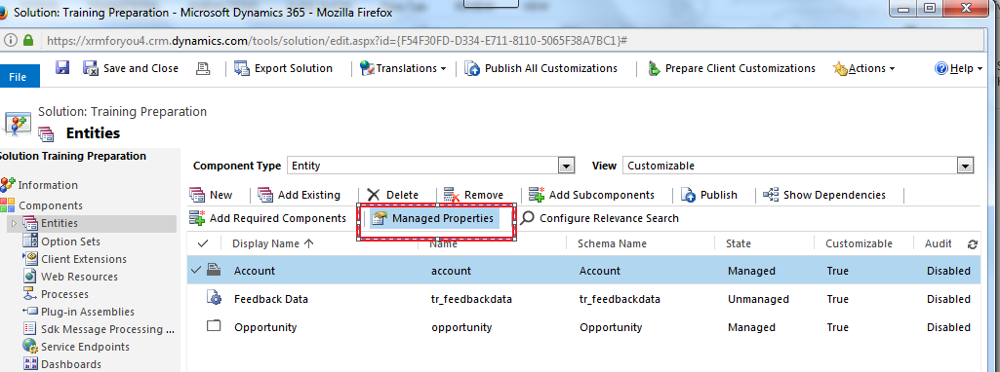 Solution: Training Preparation - Microsoft Dynamics 365 - Mozilla Firefox
https://xrmforyou4.crm.dynamics.com/tools/solution/edit.aspx?id={F54F30FD-D334-E711-8110-5065F38A7BC1}#
File Save and Close Export Solution Translations Publish All Customizations Prepare Client Customizations Actions Help
Solution: Training Preparation
Entities
Solution Training Preparation
Information
Components
Entities
Option Sets
Client Extensions
Web Resources
Processes
Plug-in Assemblies
Sdk Message Processing ...
Service Endpoints
Dashboards
Component Type Entity View Customizable
New Add Existing Delete Remove Add Subcomponents Publish Show Dependencies
Add Required Components Managed Properties Configure Relevance Search
Display Name Name Schema Name State Customizable Audit
Account account Account Managed True Disabled
Feedback Data tr_feedbackdata tr_feedbackdata Unmanaged True Disabled
Opportunity opportunity Opportunity Managed True Disabled